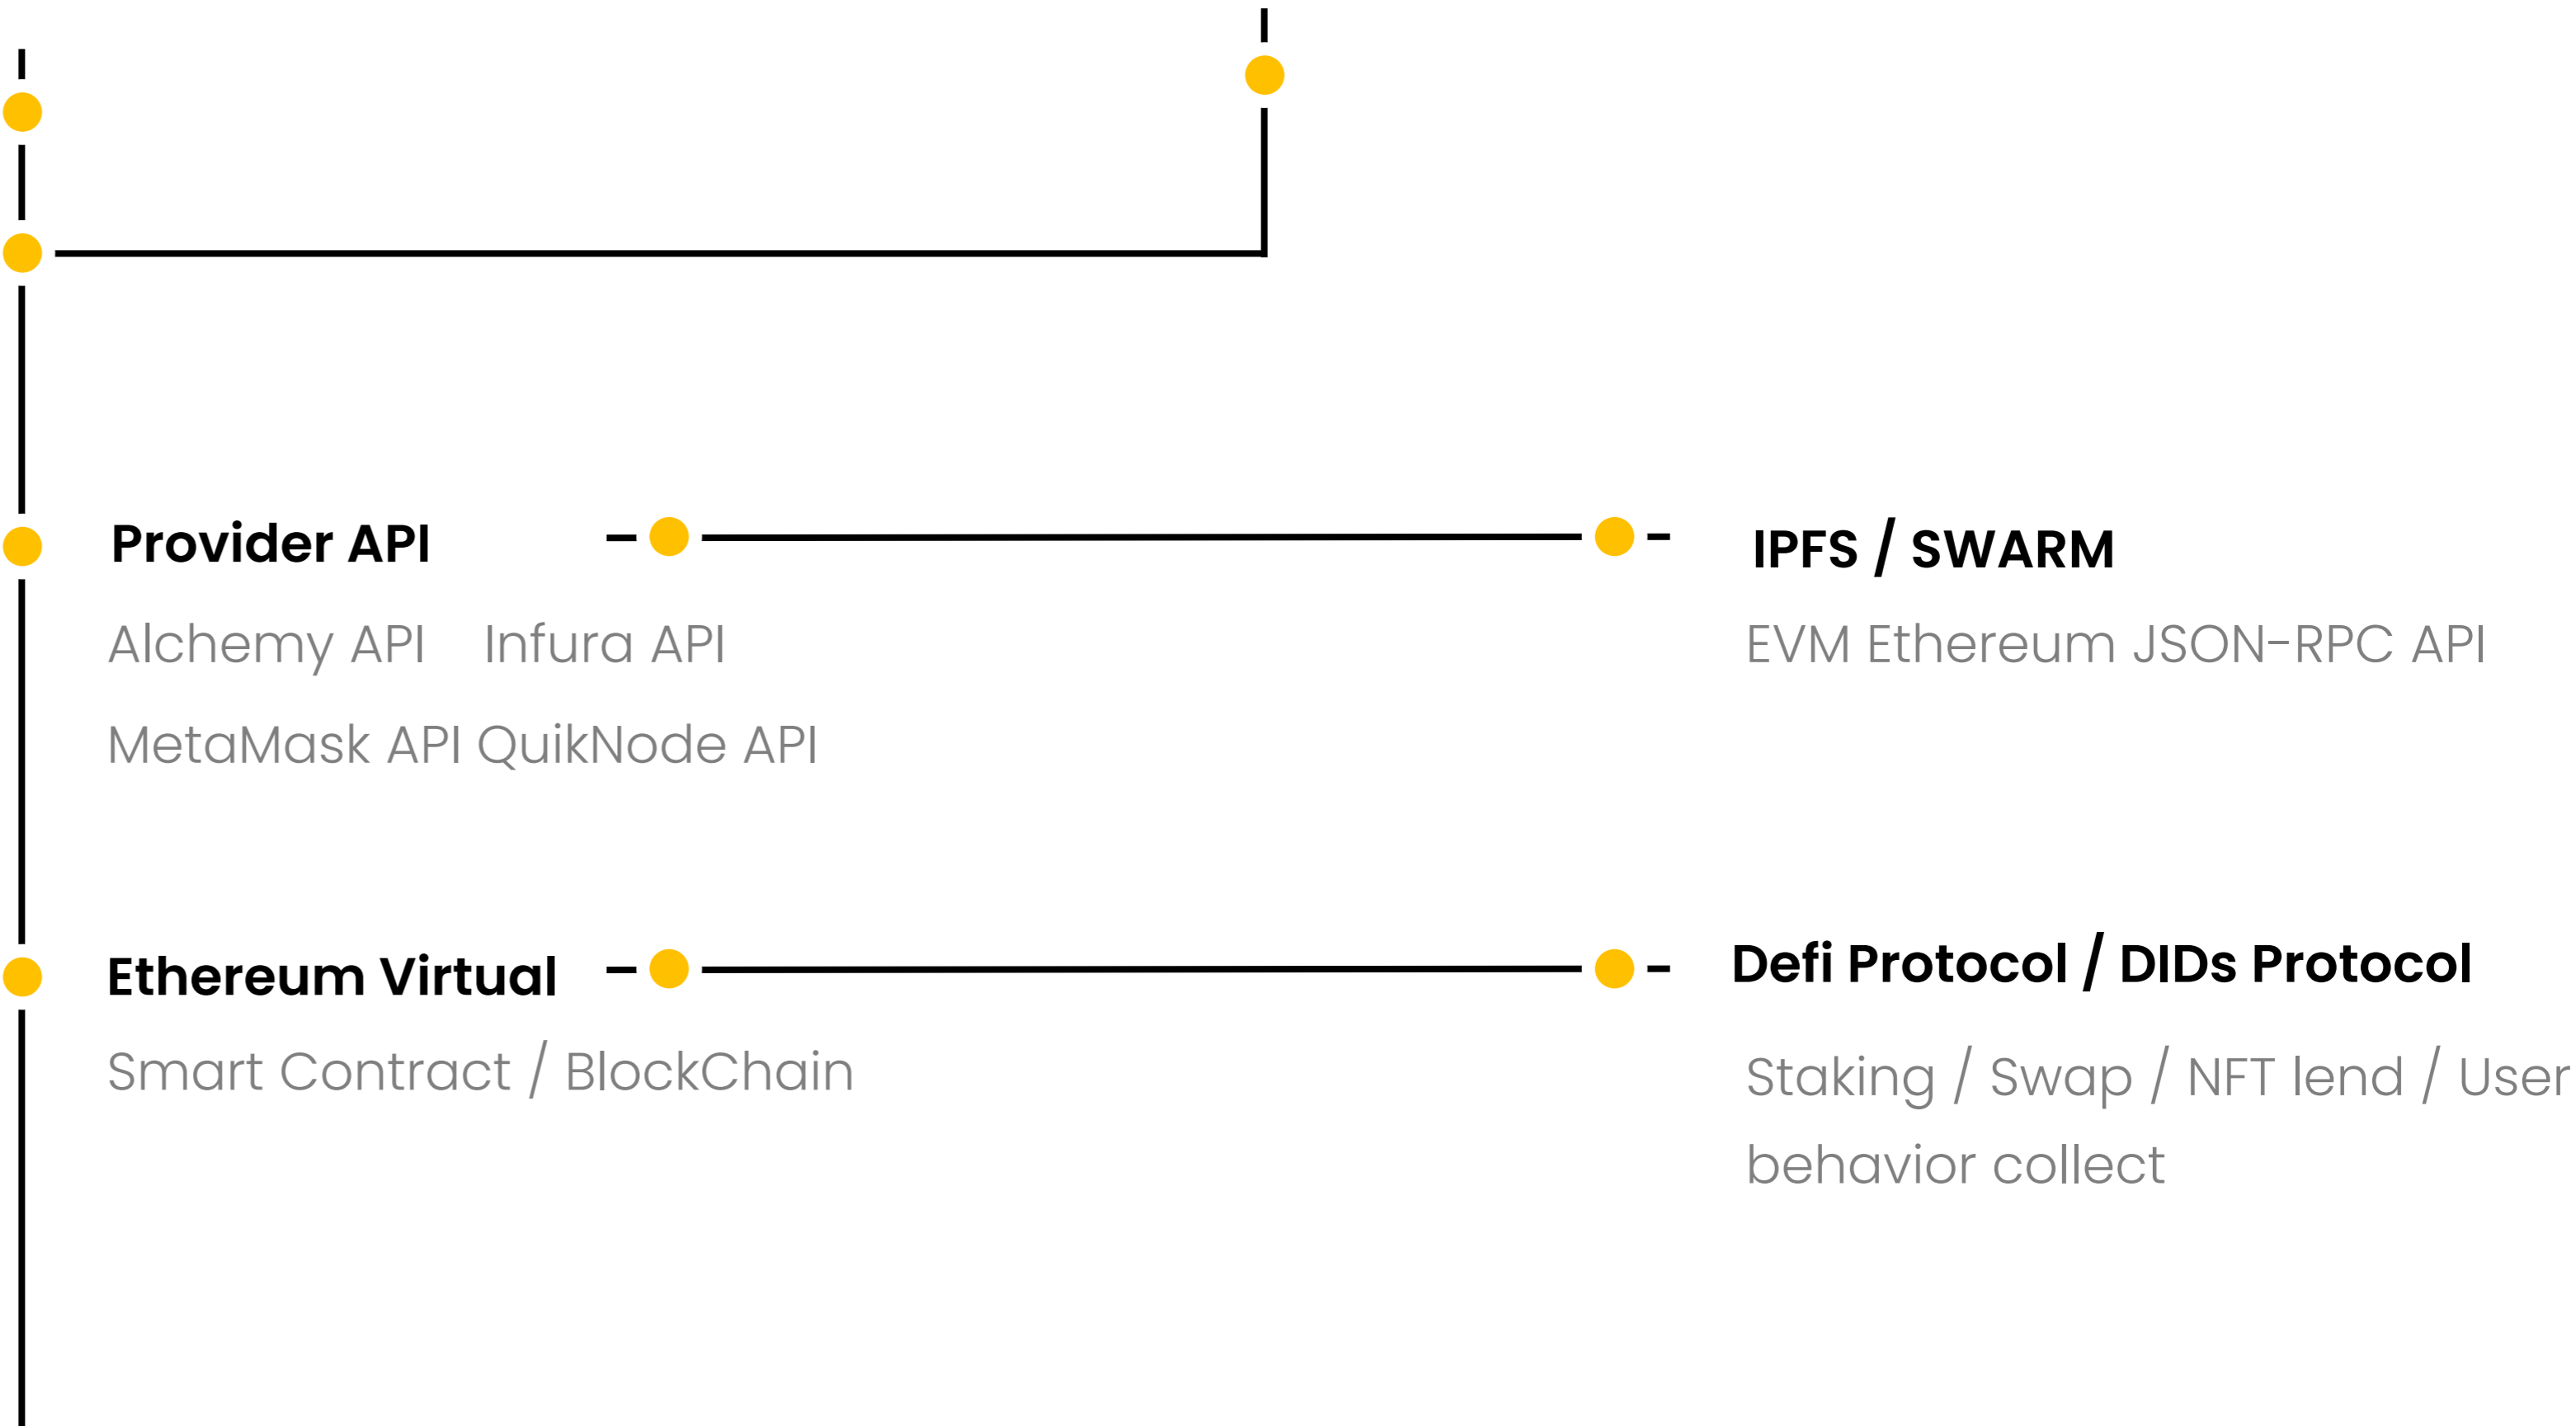 Provider API
IPFS / SWARM
Alchemy API Infura API
EVM Ethereum JSON-RPC API
MetaMask API QuikNode API
Ethereum Virtual
Defi Protocol / DIDs Protocol
Smart Contract / BlockChain
Staking / Swap / NFT lend / User
behavior collect